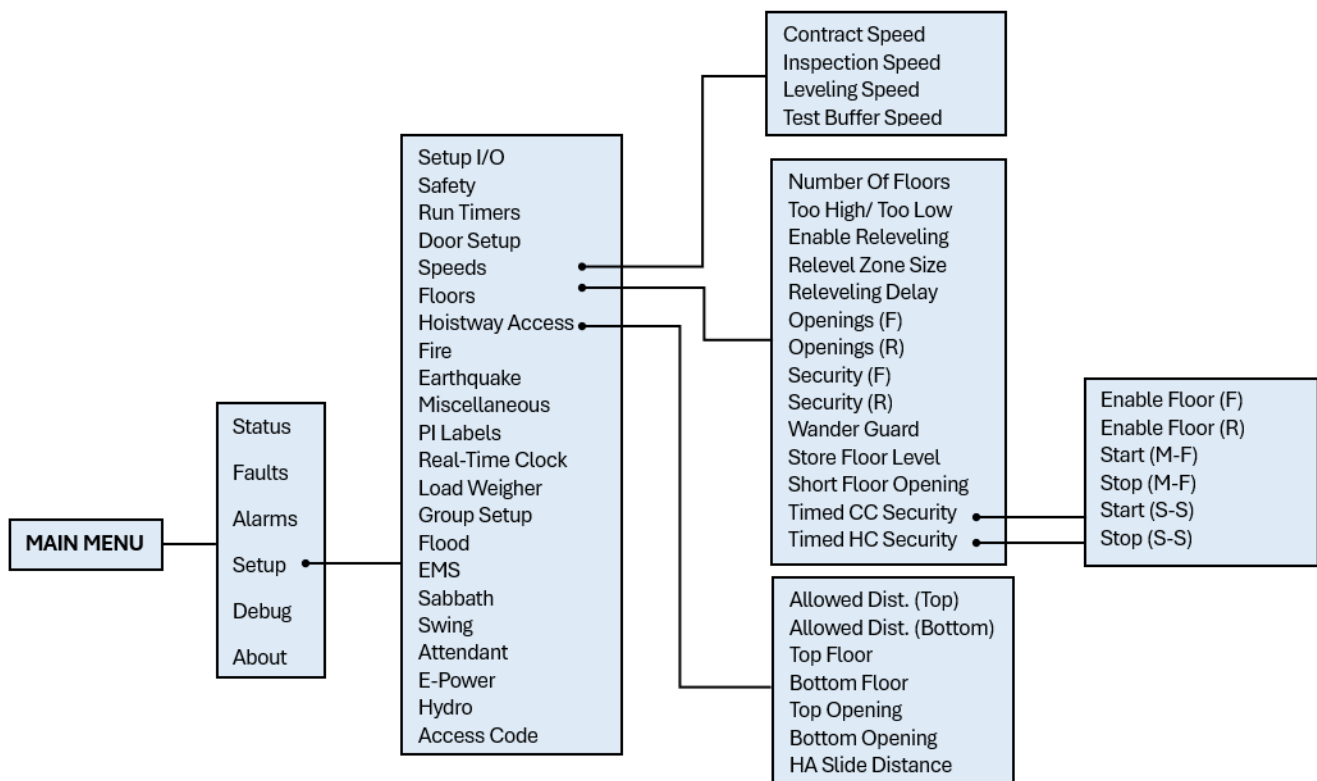 MAIN MENU
Status
Faults
Alarms
Setup
Debug
About
Setup I/O
Safety
Run Timers
Door Setup
Speeds
Floors
Hoistway Access
Fire
Earthquake
Miscellaneous
PI Labels
Real-Time Clock
Load Weigher
Group Setup
Flood
EMS
Sabbath
Swing
Attendant
E-Power
Hydro
Access Code
Contract Speed
Inspection Speed
Leveling Speed
Test Buffer Speed
Number Of Floors
Too High/ Too Low
Enable Releveling
Relevel Zone Size
Releveling Delay
Openings (F)
Openings (R)
Security (F)
Security (R)
Wander Guard
Store Floor Level
Short Floor Opening
Timed CC Security
Timed HC Security
Enable Floor (F)
Enable Floor (R)
Start (M-F)
Stop (M-F)
Start (S-S)
Stop (S-S)
Allowed Dist. (Top)
Allowed Dist. (Bottom)
Top Floor
Bottom Floor
Top Opening
Bottom Opening
HA Slide Distance